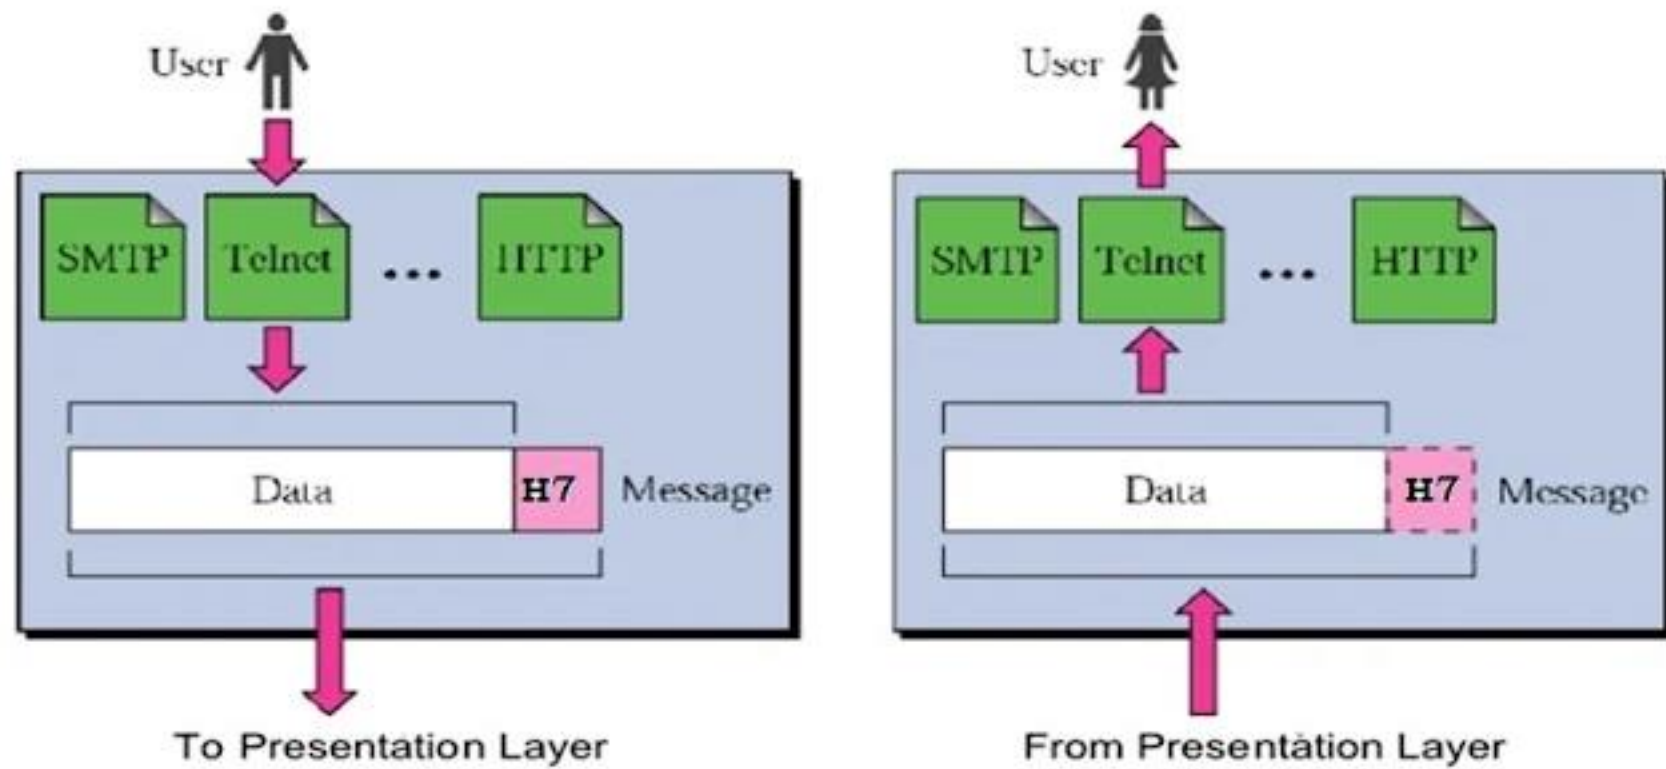 User
SMTP Telnet ... HTTP
Data H7 Message
To Presentation Layer
User
SMTP Telnet ... HTTP
Data H7 Message
From Presentation Layer